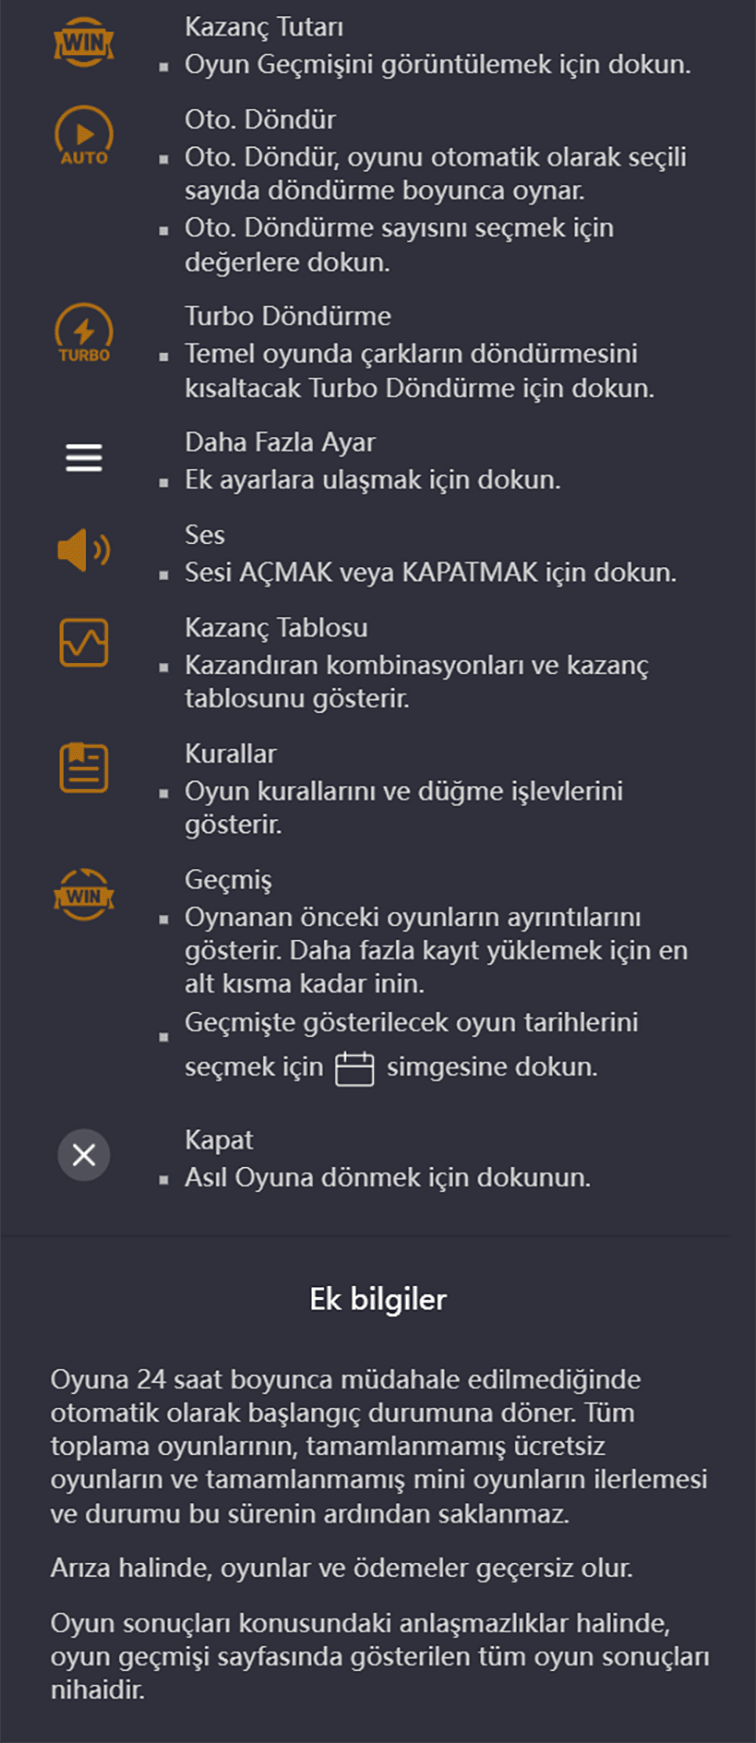 WIN
Kazanç Tutarı
Oyun Geçmişini görüntülemek için dokun.
AUTO
Oto. Döndür
Oto. Döndür, oyunu otomatik olarak seçili
sayıda döndürme boyunca oynar.
Oto. Döndürme sayısını seçmek için
değerlere dokun.
TURBO
Turbo Döndürme
Temel oyunda çarkların döndürmesini
kısaltacak Turbo Döndürme için dokun.
Daha Fazla Ayar
Ek ayarlara ulaşmak için dokun.
Ses
Sesi AÇMAK veya KAPATMAK için dokun.
Kazanç Tablosu
Kazandıran kombinasyonları ve kazanç
tablosunu gösterir.
Kurallar
Oyun kurallarını ve düğme işlevlerini
gösterir.
WIN
Geçmiş
Oynanan önceki oyunların ayrıntılarını
gösterir. Daha fazla kayıt yüklemek için en
alt kısma kadar inin.
Geçmişte gösterilecek oyun tarihlerini
seçmek için simgesine dokun.
Kapat
Asıl Oyuna dönmek için dokunun.
Ek bilgiler
Oyuna 24 saat boyunca müdahale edilmediğinde
otomatik olarak başlangıç durumuna döner. Tüm
toplama oyunlarının, tamamlanmamış ücretsiz
oyunların ve tamamlanmamış mini oyunların ilerlemesi
ve durumu bu sürenin ardından saklanmaz.
Arıza halinde, oyunlar ve ödemeler geçersiz olur.
Oyun sonuçları konusundaki anlaşmazlıklar halinde,
oyun geçmişi sayfasında gösterilen tüm oyun sonuçları
nihaidir.